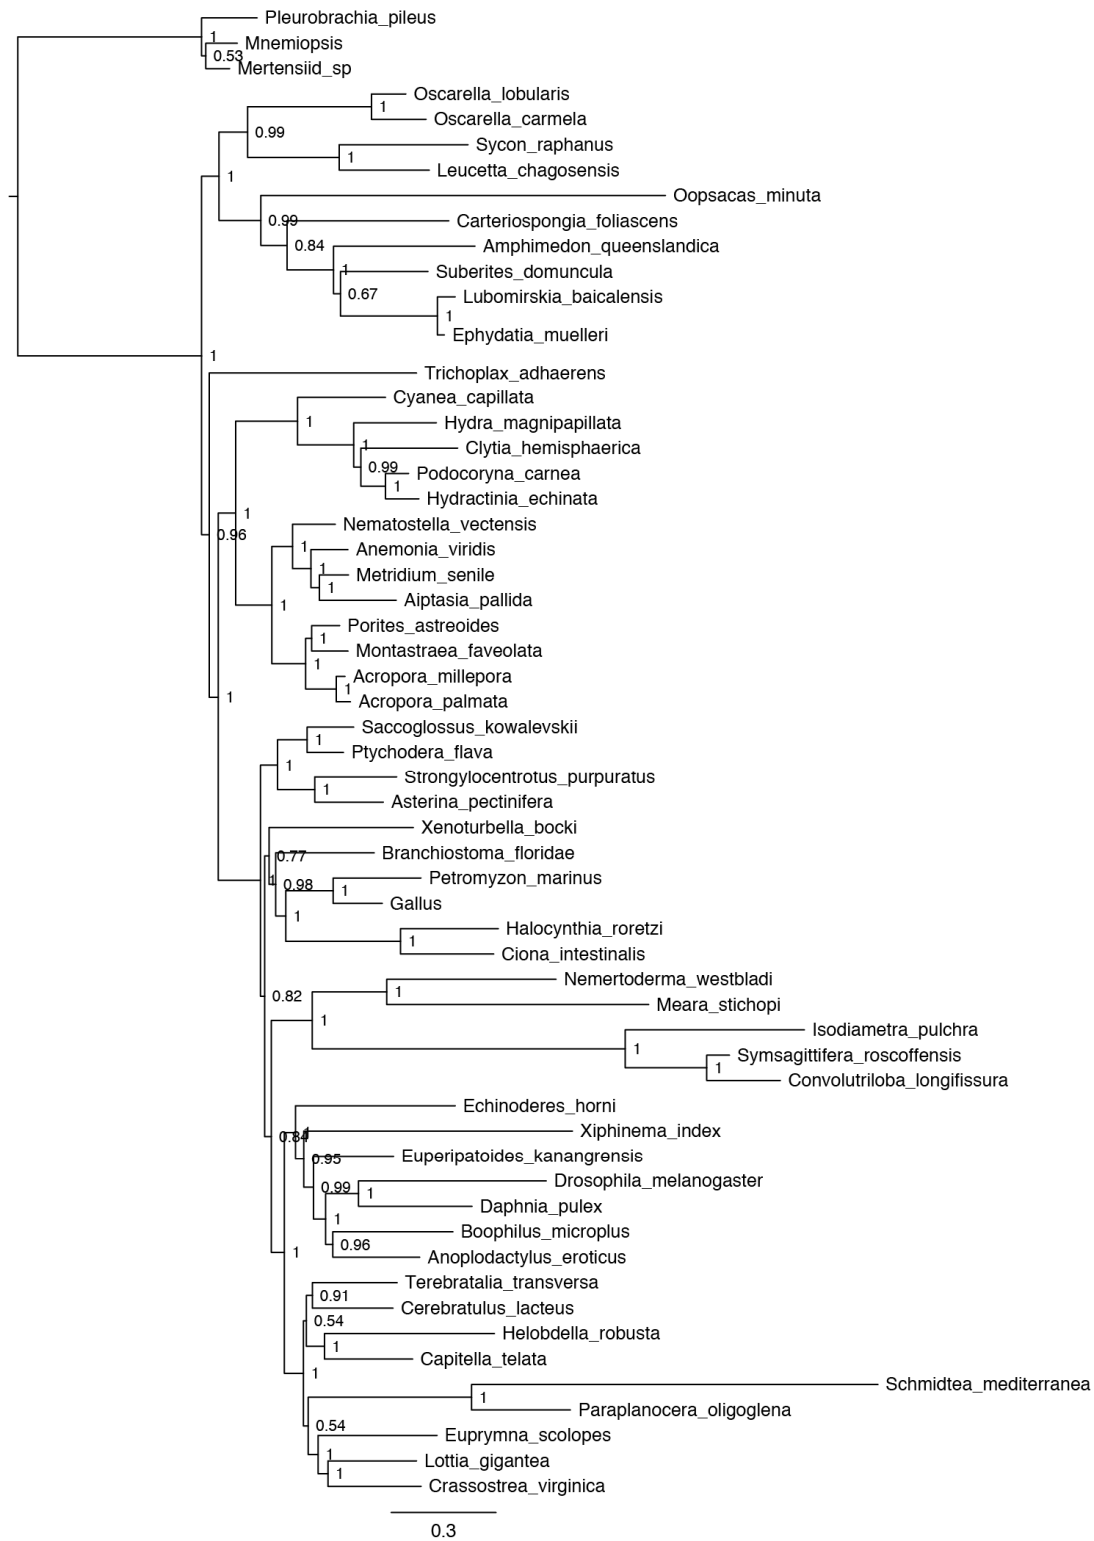 Pleurobrachia_pileus
1
Mnemiopsis
0.53
Mertensiid_sp
Oscarella_lobularis
1
Oscarella_carmela
0.99
Sycon_raphanus
1
Leucetta_chagosensis
1
Oopsacas_minuta
0.99
Carteriospongia_foliascens
0.84
Amphimedon_queenslandica
1
Suberites_domuncula
0.67
Lubomirskia_baicalensis
1
Ephydatia_muelleri
1
Trichoplax_adhaerens
Cyanea_capillata
1
Hydra_magnipapillata
1
Clytia_hemisphaerica
0.99
Podocoryna_carnea
1
Hydractinia_echinata
1
Nematostella_vectensis
0.96
1
Anemonia_viridis
1
Metridium_senile
1
Aiptasia_pallida
1
Porites_astreoides
1
Montastraea_faveolata
1
Acropora_millepora
1
Acropora_palmata
1
Saccoglossus_kowalevskii
1
Ptychodera_flava
1
Strongylocentrotus_purpuratus
1
Asterina_pectinifera
Xenoturbella_bocki
0.77
Branchiostoma_floridae
1
0.98
Petromyzon_marinus
1
Gallus
1
Halocynthia_roretzi
1
Ciona_intestinalis
Nemertoderma_westbladi
1
0.82
Meara_stichopi
1
Isodiametra_pulchra
1
Symsagittifera_roscoffensis
1
Convolutriloba_longifissura
Echinoderes_horni
0.84
1
Xiphinema_index
0.95
Euperipatoides_kanangrensis
0.99
Drosophila_melanogaster
1
Daphnia_pulex
1
Boophilus_microplus
0.96
Anoplodactylus_eroticus
1
Terebratalia_transversa
0.91
Cerebratulus_lacteus
0.54
Helobdella_robusta
1
Capitella_telata
1
Schmidtea_mediterranea
1
Paraplanocera_oligoglena
0.54
Euprymna_scolopes
1
Lottia_gigantea
1
Crassostrea_virginica
0.3